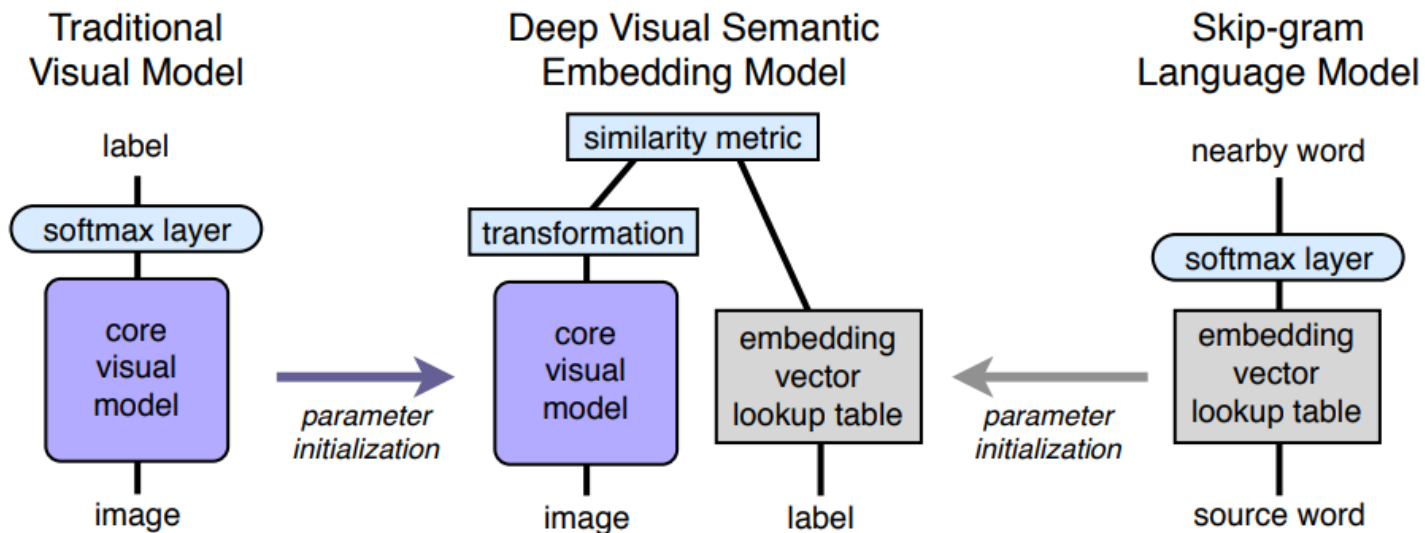 Traditional
Visual Model
label
softmax layer
core
visual
model
image
parameter
initialization
Deep Visual Semantic
Embedding Model
similarity metric
transformation
core
visual
model
image
embedding
vector
lookup table
label
parameter
initialization
Skip-gram
Language Model
nearby word
softmax layer
embedding
vector
lookup table
source word